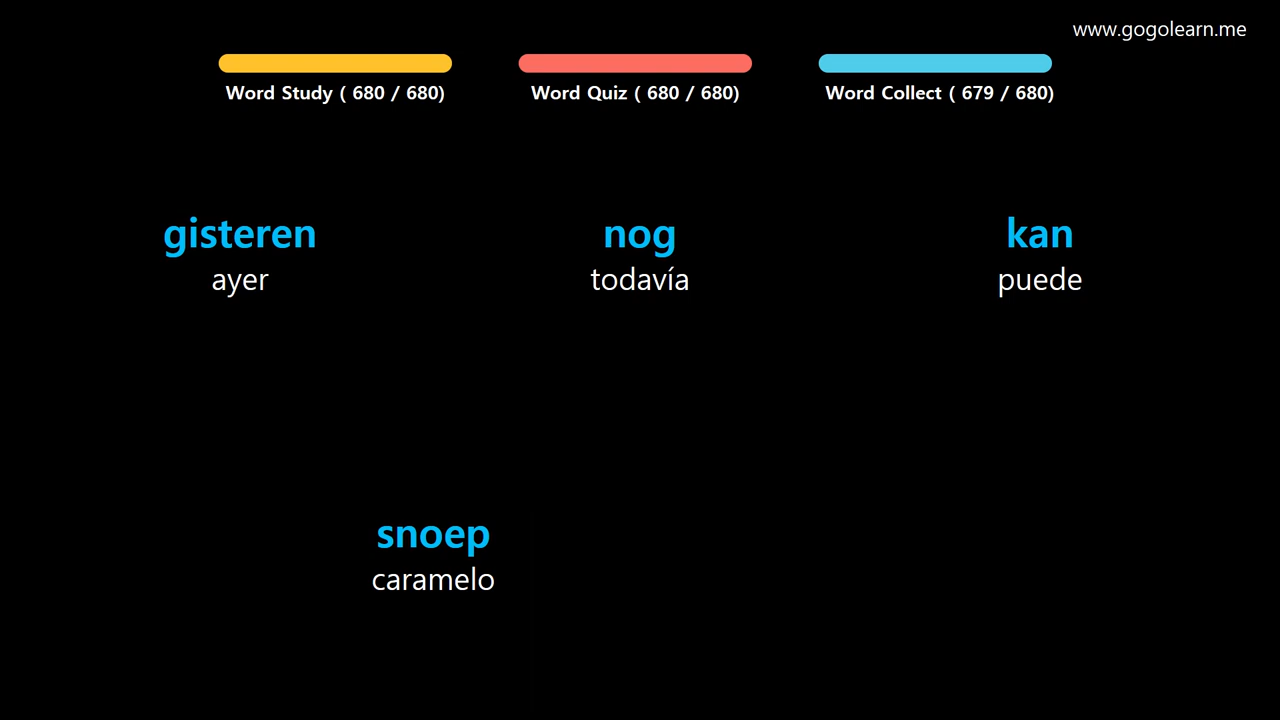 www.gogolearn.me
Word Study ( 680 / 680)
Word Quiz ( 680 / 680)
Word Collect ( 679 / 680)
gisteren
ayer
nog
todavía
kan
puede
snoep
caramelo